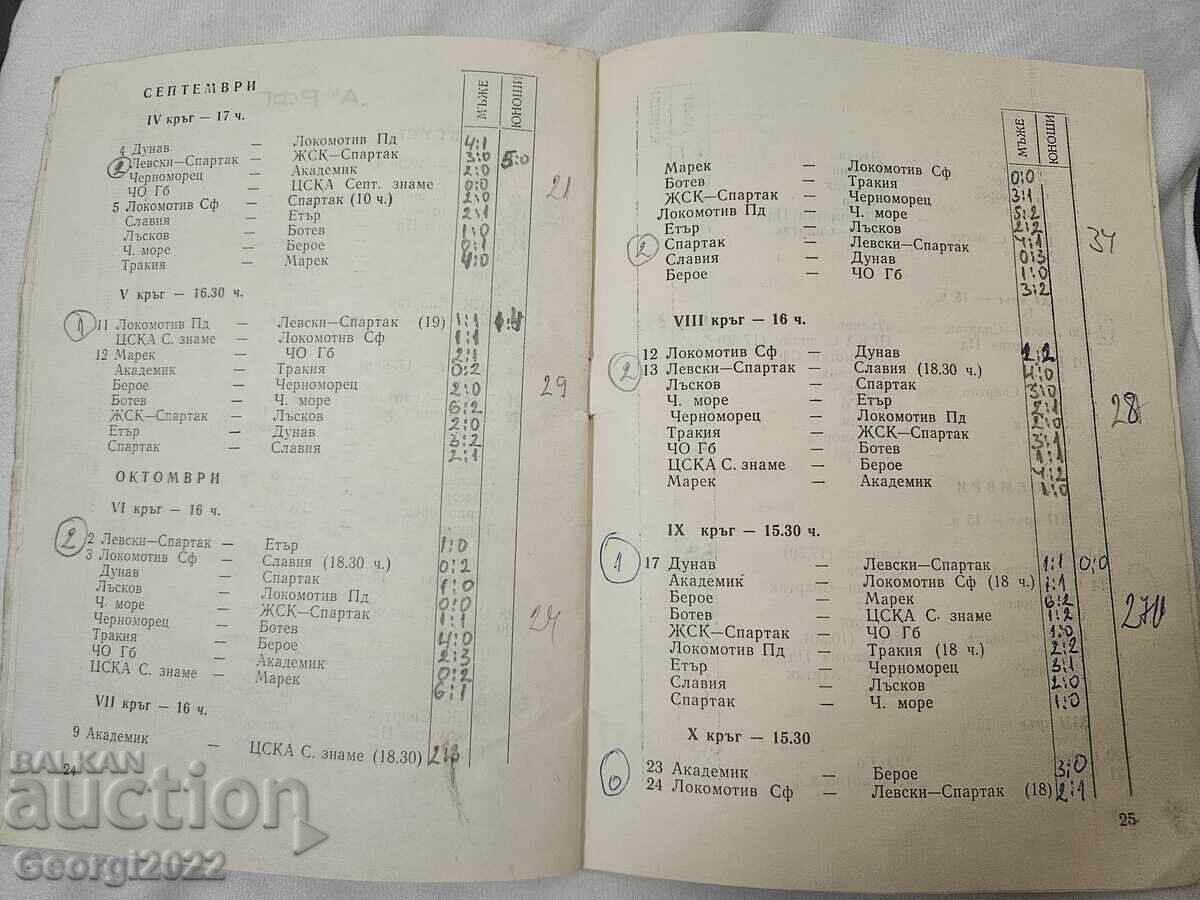 СЕПТЕМВРИ
МЪЖЕ ЮНОШИ
IV кръг — 17 ч.
4 Дунав — Локомотив Пд 4:1
② Левски—Спартак — ЖСК—Спартак 3:0 5:0
Черноморец — Академик 2:0
ЧО Гб — ЦСКА Септ. знаме 0:0 21
5 Локомотив Сф — Спартак (10 ч.) 2:0
Славия — Етър 2:1
Лъсков — Ботев 1:0
Ч. море — Берое 0:1
Тракия — Марек 4:0
V кръг — 16.30 ч.
① 11 Локомотив Пд — Левски—Спартак (19) 1:1
ЦСКА С. знаме — Локомотив Сф 1:1
12 Марек — ЧО Гб 2:1
Академик — Тракия 0:2
Берое — Черноморец 2:0 29
Ботев — Ч. море 6:2
ЖСК—Спартак — Лъсков 2:0
Етър — Дунав 3:2
Спартак — Славия 2:1
ОКТОМВРИ
VI кръг — 16 ч.
② 2 Левски—Спартак — Етър 1:0
3 Локомотив Сф — Славия (18.30 ч.) 0:2
Дунав — Спартак 1:0
Лъсков — Локомотив Пд 0:0
Ч. море — ЖСК—Спартак 1:1 24
Черноморец — Ботев 4:0
Тракия — Берое 2:3
ЧО Гб — Академик 0:2
ЦСКА С. знаме — Марек 6:1
VII кръг — 16 ч.
9 Академик — ЦСКА С. знаме (18.30) 2:3
24
МЪЖЕ ЮНОШИ
Марек — Локомотив Сф 0:0
Ботев — Тракия 3:1
ЖСК—Спартак — Черноморец 5:2
Локомотив Пд — Ч. море 2:2
Етър — Лъсков 4:1 34
② Спартак — Левски—Спартак 0:3
Славия — Дунав 1:0
Берое — ЧО Гб 3:2
VIII кръг — 16 ч.
12 Локомотив Сф — Дунав 2:2
② 13 Левски—Спартак — Славия (18.30 ч.) 4:0
Лъсков — Спартак 3:0
Ч. море — Етър 2:1
Черноморец — Локомотив Пд 2:0 28
Тракия — ЖСК—Спартак 3:1
ЧО Гб — Ботев 1:1
ЦСКА С. знаме — Берое 4:2
Марек — Академик 1:0
IX кръг — 15.30 ч.
① 17 Дунав — Левски—Спартак 1:1 0:0
Академик — Локомотив Сф (18 ч.) 1:1
Берое — Марек 6:2
Ботев — ЦСКА С. знаме 1:2
ЖСК—Спартак — ЧО Гб 1:0
Локомотив Пд — Тракия (18 ч.) 2:2
Етър — Черноморец 3:1
Славия — Лъсков 2:0
Спартак — Ч. море 1:0
X кръг — 15.30
23 Академик — Берое 3:0
⓪ 24 Локомотив Сф — Левски—Спартак (18) 2:1
25
BALKAN
auction
Georgi2022